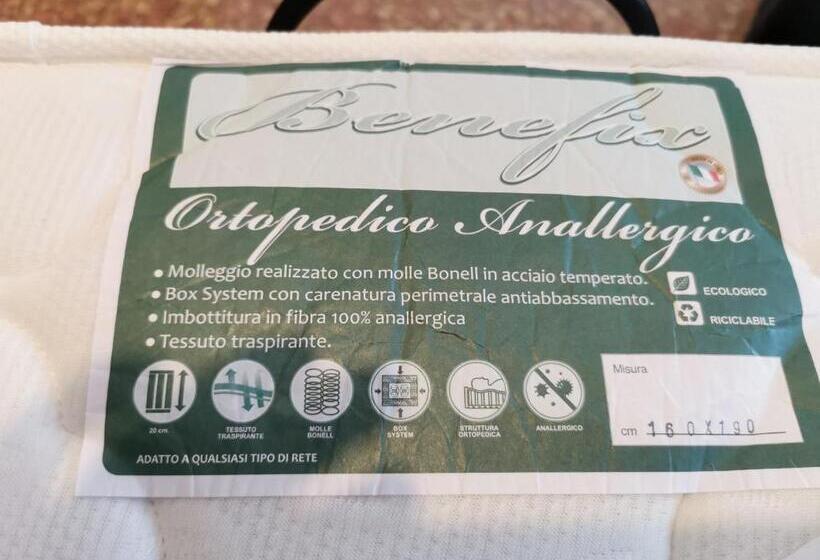 Benefix
Ortopedico Anallergico
• Molleggio realizzato con molle Bonell in acciaio temperato.
• Box System con carenatura perimetrale antiabbassamento.
• Imbottitura in fibra 100% anallergica
• Tessuto traspirante.
ECOLOGICO
RICICLABILE
20 cm
TESSUTO
TRASPIRANTE
MOLLE
BONELL
BOX
SYSTEM
STRUTTURA
ORTOPEDICA
ANALLERGICO
Misura
cm 160X190
ADATTO A QUALSIASI TIPO DI RETE